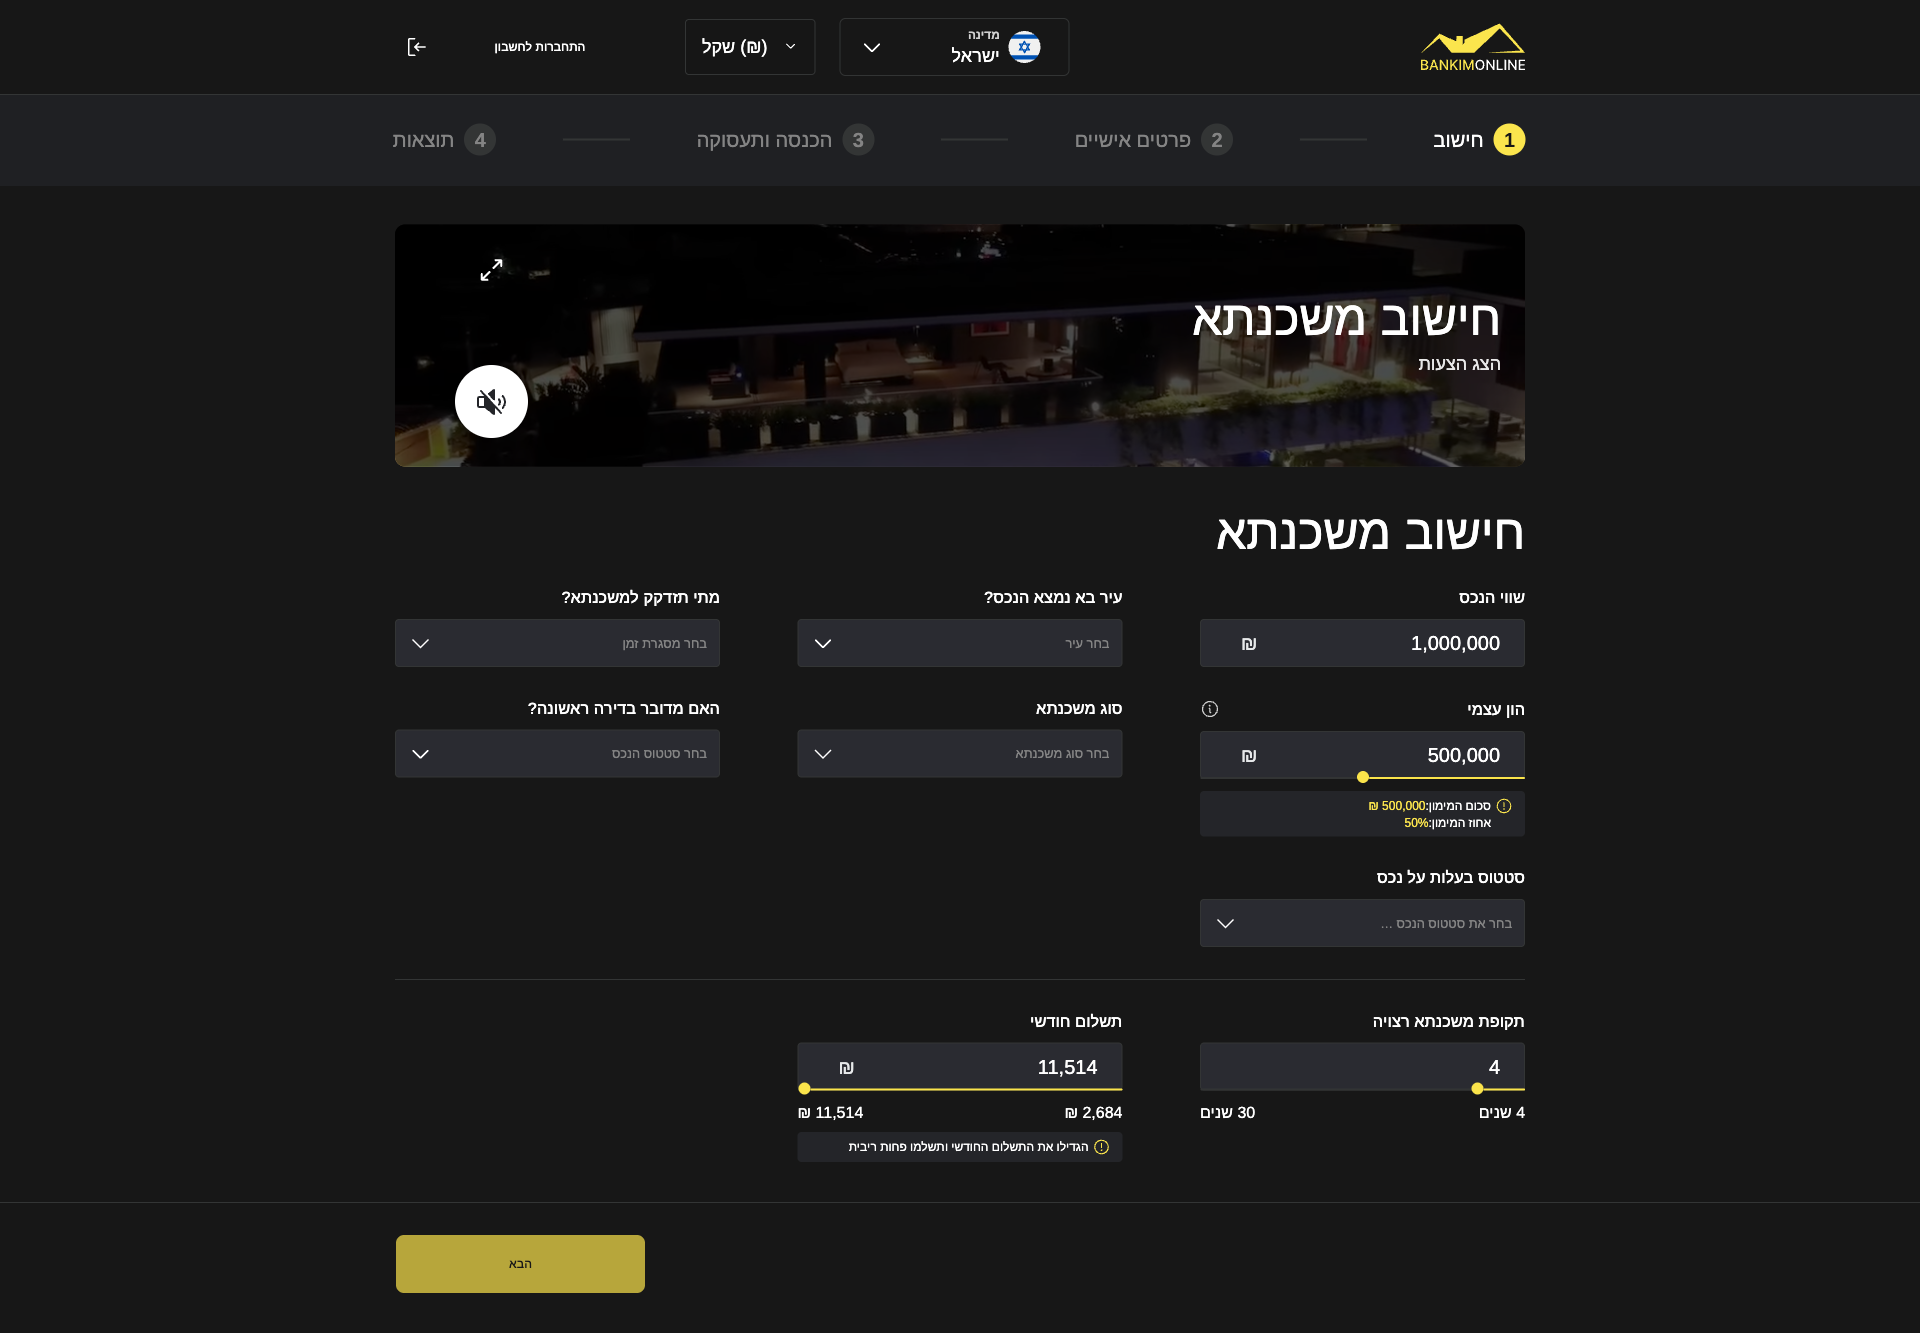 BANKIMONLINE
מדינה
ישראל
(₪) שקל
התחברות לחשבון
1 חישוב
2 פרטים אישיים
3 הכנסה ותעסוקה
4 תוצאות
חישוב משכנתא
הצג הצעות
חישוב משכנתא
שווי הנכס
1,000,000 ₪
עיר בא נמצא הנכס?
בחר עיר
מתי תזדקק למשכנתא?
בחר מסגרת זמן
הון עצמי
500,000 ₪
סכום המימון:500,000 ₪
אחוז המימון:50%
סוג משכנתא
בחר סוג משכנתא
האם מדובר בדירה ראשונה?
בחר סטטוס הנכס
סטטוס בעלות על נכס
בחר את סטטוס הנכס ...
תקופת משכנתא רצויה
4
4 שנים
30 שנים
תשלום חודשי
11,514 ₪
2,684 ₪
11,514 ₪
הגדילו את התשלום החודשי ותשלמו פחות ריבית
הבא